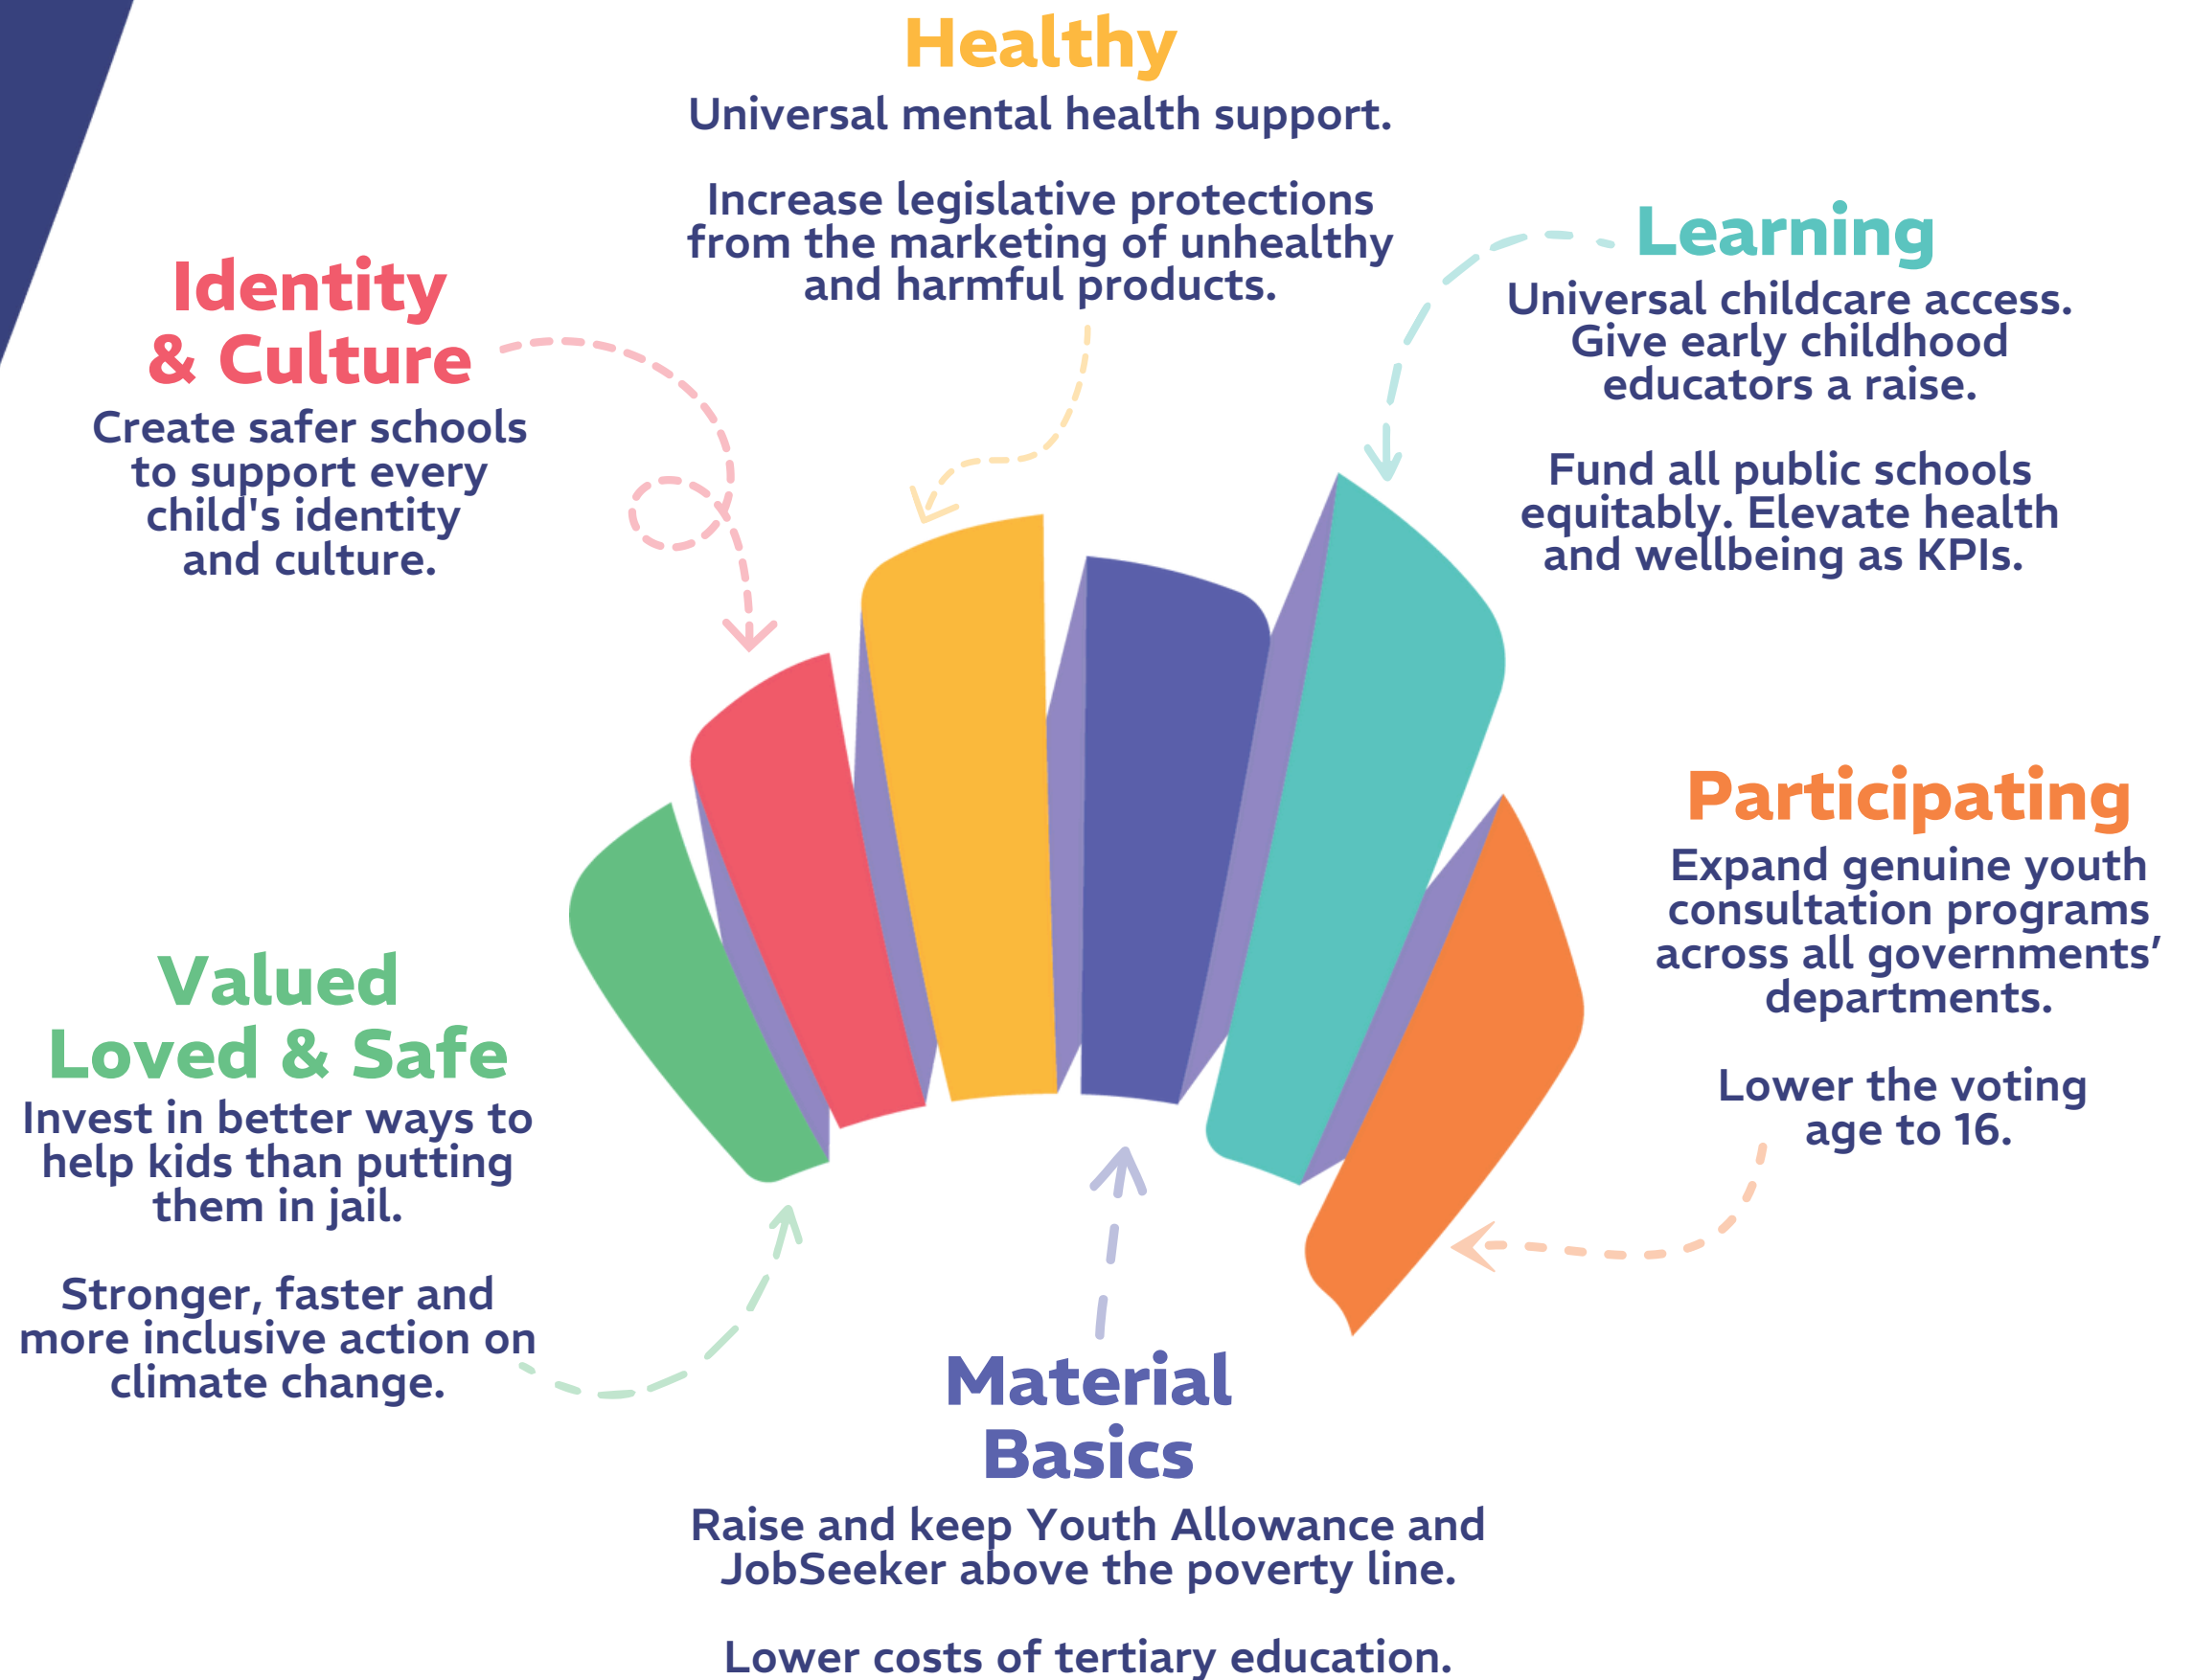 Healthy
Universal mental health support.
Increase legislative protections
from the marketing of unhealthy
and harmful products.
Identity
& Culture
Create safer schools
to support every
child's identity
and culture.
Learning
Universal childcare access.
Give early childhood
educators a raise.
Fund all public schools
equitably. Elevate health
and wellbeing as KPIs.
Participating
Expand genuine youth
consultation programs
across all governments’
departments.
Lower the voting
age to 16.
Valued
Loved & Safe
Invest in better ways to
help kids than putting
them in jail.
Stronger, faster and
more inclusive action on
climate change.
Material
Basics
Raise and keep Youth Allowance and
JobSeeker above the poverty line.
Lower costs of tertiary education.